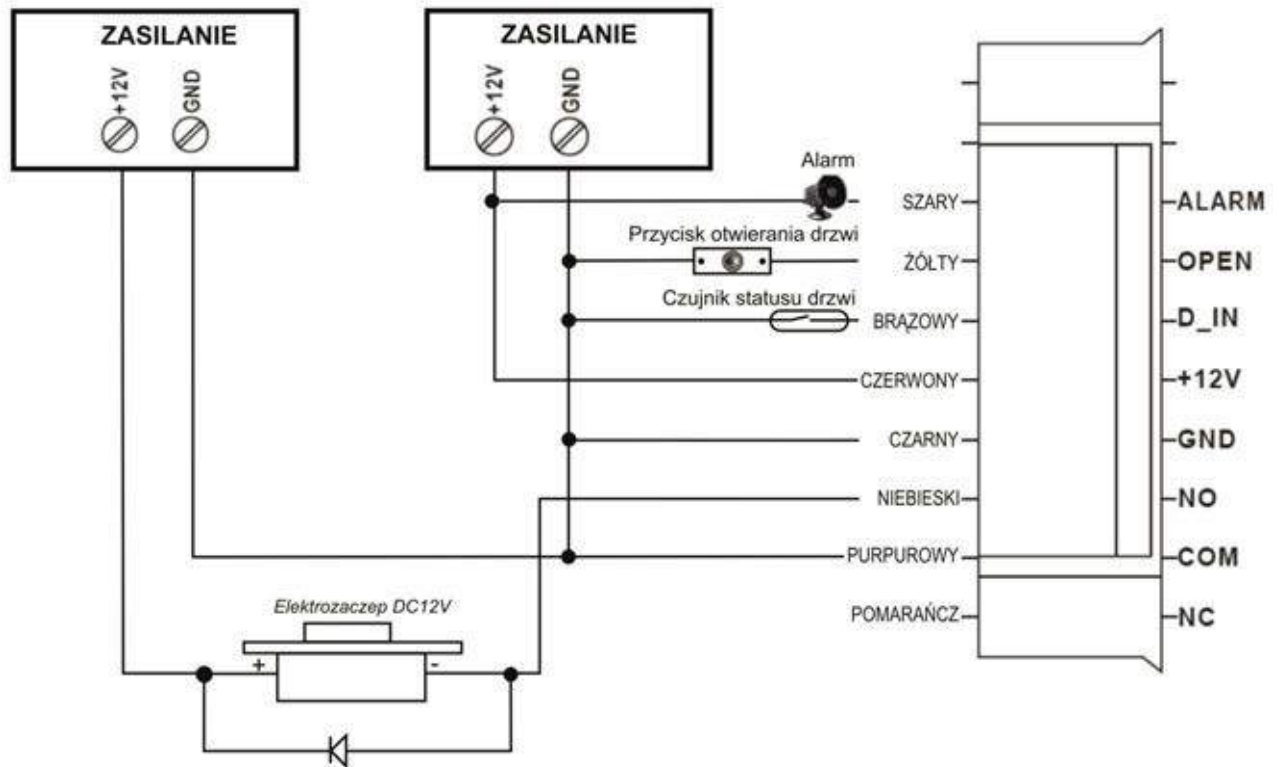 ZASILANIE
+12V
GND
ZASILANIE
+12V
GND
Alarm
SZARY
ALARM
Przycisk otwierania drzwi
ŻÓŁTY
OPEN
Czujnik statusu drzwi
BRĄZOWY
D_IN
CZERWONY
+12V
CZARNY
GND
NIEBIESKI
NO
PURPUROWY
COM
POMARAŃCZ
NC
Elektrozaczep DC12V
+
-